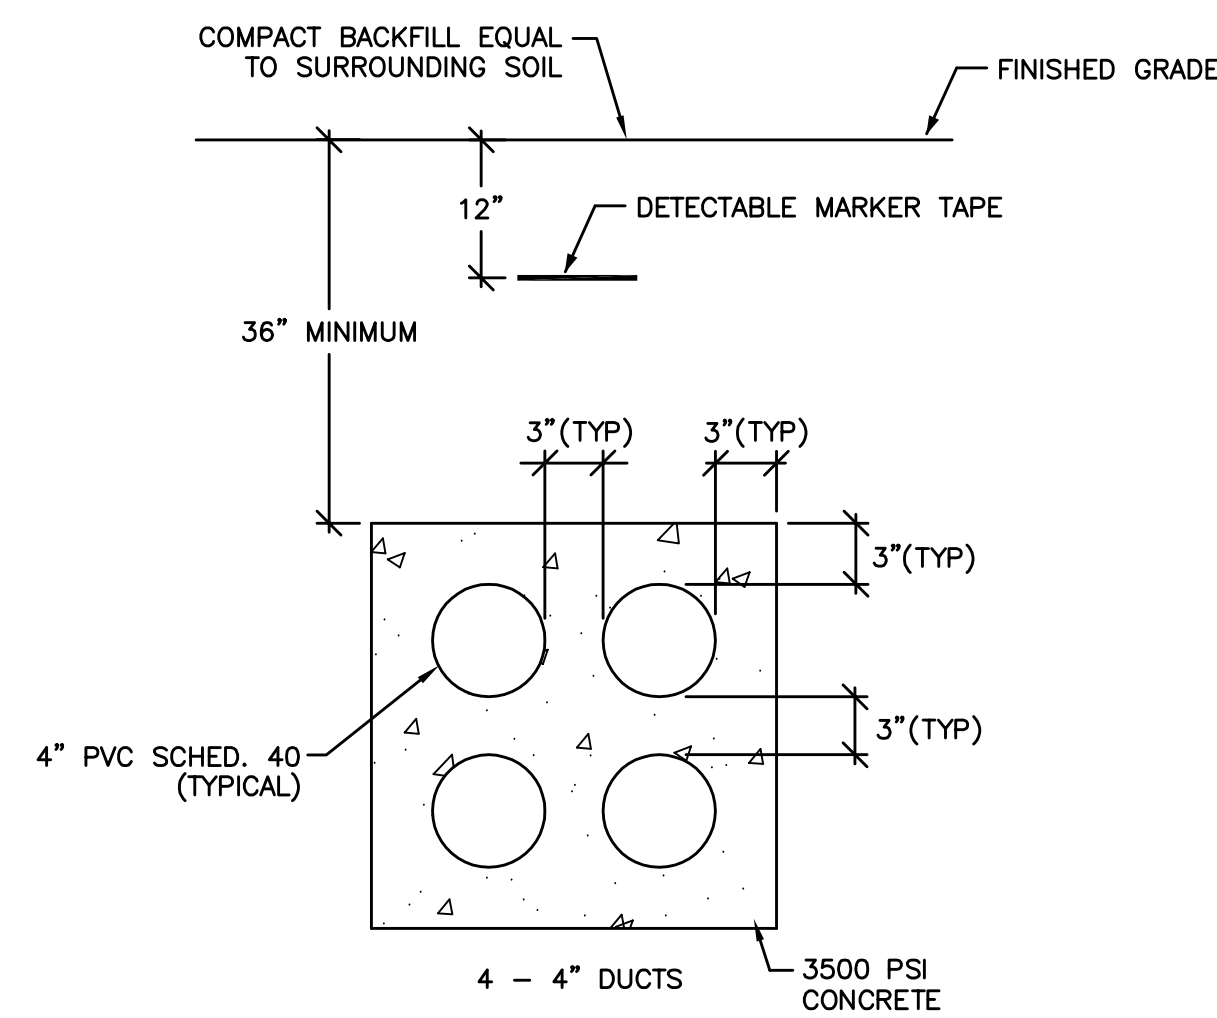 COMPACT BACKFILL EQUAL
TO SURROUNDING SOIL
FINISHED GRADE
12”
DETECTABLE MARKER TAPE
36” MINIMUM
3”(TYP)
3”(TYP)
3”(TYP)
3”(TYP)
4” PVC SCHED. 40
(TYPICAL)
4 – 4” DUCTS
3500 PSI
CONCRETE